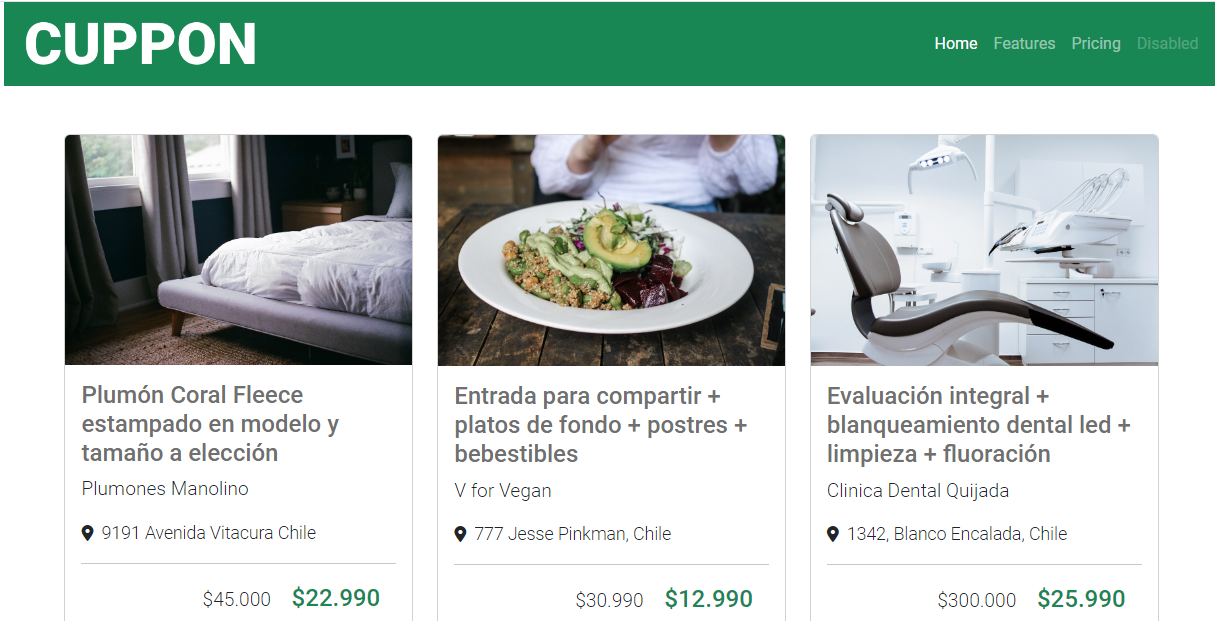 CUPPON
Home Features Pricing Disabled
Plumón Coral Fleece
estampado en modelo y
tamaño a elección
Plumones Manolino
9191 Avenida Vitacura Chile
$45.000 $22.990
Entrada para compartir +
platos de fondo + postres +
bebestibles
V for Vegan
777 Jesse Pinkman, Chile
$30.990 $12.990
Evaluación integral +
blanqueamiento dental led +
limpieza + fluoración
Clinica Dental Quijada
1342, Blanco Encalada, Chile
$300.000 $25.990